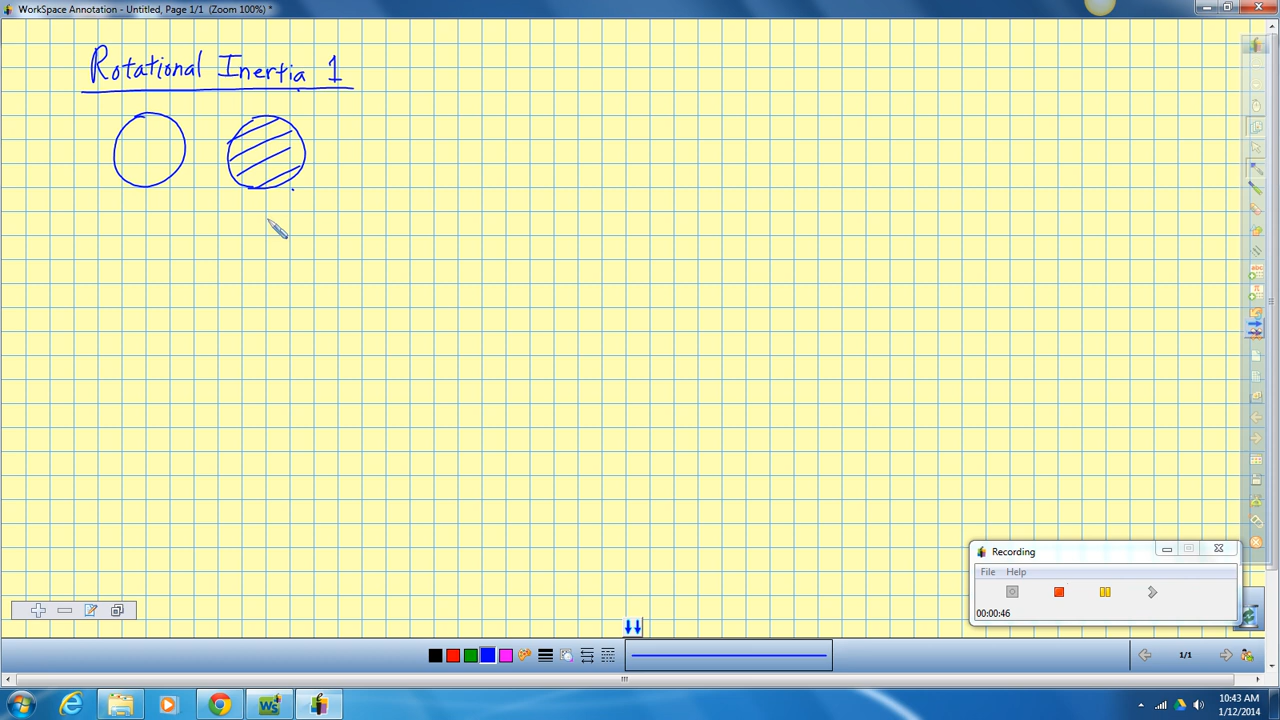 WorkSpace Annotation - Untitled, Page 1/1 (Zoom 100%) *
Rotational Inertia 1
Recording
File Help
00:00:46
1/1
10:43 AM
1/12/2014